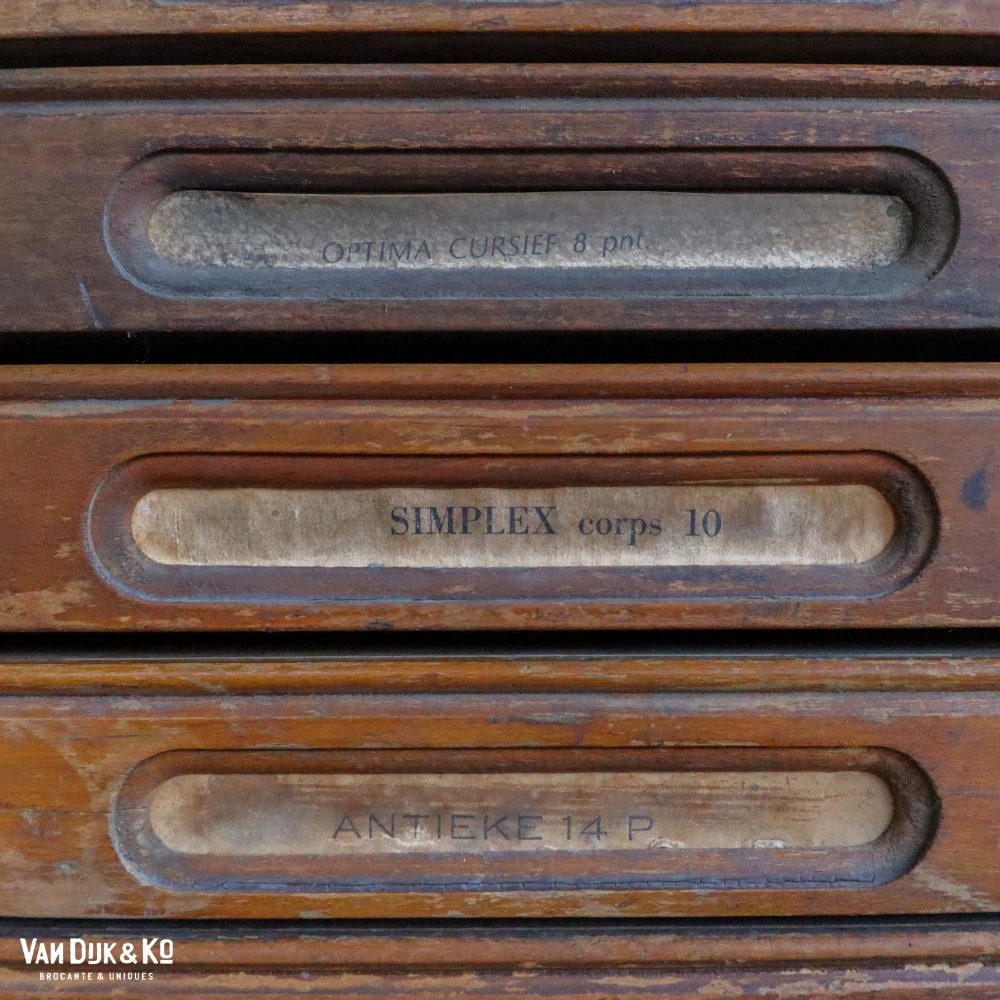 OPTIMA CURSIEF 8 pnt.
SIMPLEX corps 10
ANTIEKE 14 P
VAN DIJK & KO
BROCANTE & UNIQUES